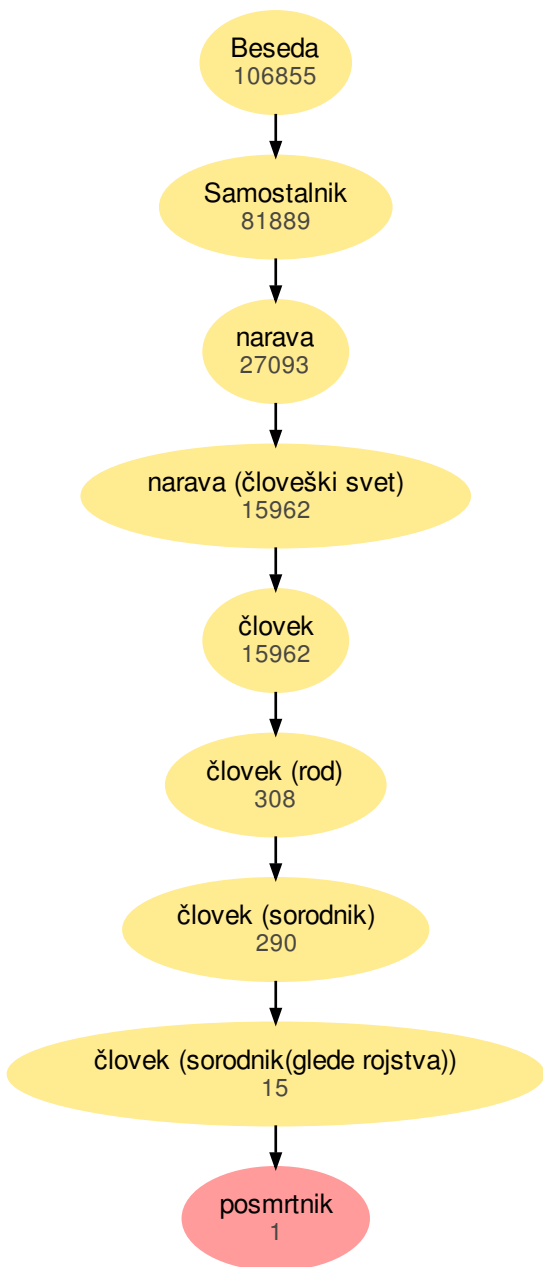 Beseda
106855
Samostalnik
81889
narava
27093
narava (človeški svet)
15962
človek
15962
človek (rod)
308
človek (sorodnik)
290
človek (sorodnik(glede rojstva))
15
posmrtnik
1